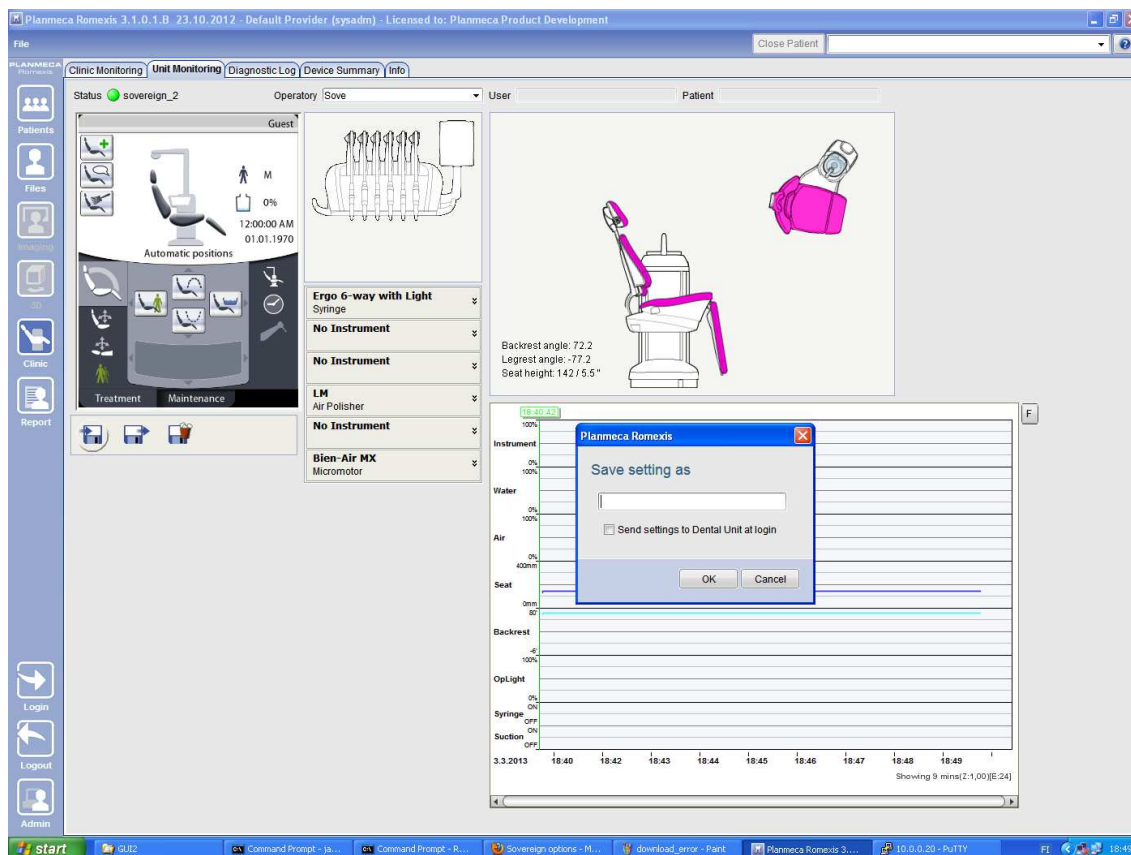 Planmeca Romexis 3.1.0.1.B 23.10.2012 - Default Provider (sysadm) - Licensed to: Planmeca Product Development
File
Close Patient
PLANMECA
Romexis
Clinic Monitoring Unit Monitoring Diagnostic Log Device Summary Info
Status sovereign_2 Operatory Sove User Patient
Patients
Files
Imaging
3D
Clinic
Report
Login
Logout
Admin
Guest
M
0%
12:00:00 AM
01.01.1970
Automatic positions
Treatment Maintenance
Ergo 6-way with Light
Syringe
No Instrument
No Instrument
LM
Air Polisher
No Instrument
Bien-Air MX
Micromotor
Backrest angle: 72.2
Legrest angle: -77.2
Seat height: 142 / 5.5 "
18:40:42
F
100%
Instrument
0%
100%
Water
0%
100%
Air
0%
400mm
Seat
0mm
80°
Backrest
-6°
100%
OpLight
0%
ON
Syringe
OFF
ON
Suction
OFF
3.3.2013 18:40 18:42 18:43 18:44 18:45 18:46 18:47 18:48 18:49
Showing 9 mins(Z:1,00)[E:24]
Planmeca Romexis
Save setting as
Send settings to Dental Unit at login
OK Cancel
start GUI2 Command Prompt - ja... Command Prompt - R... Sovereign options - M... download_error - Paint Planmeca Romexis 3.... 10.0.0.20 - PuTTY FI 18:49